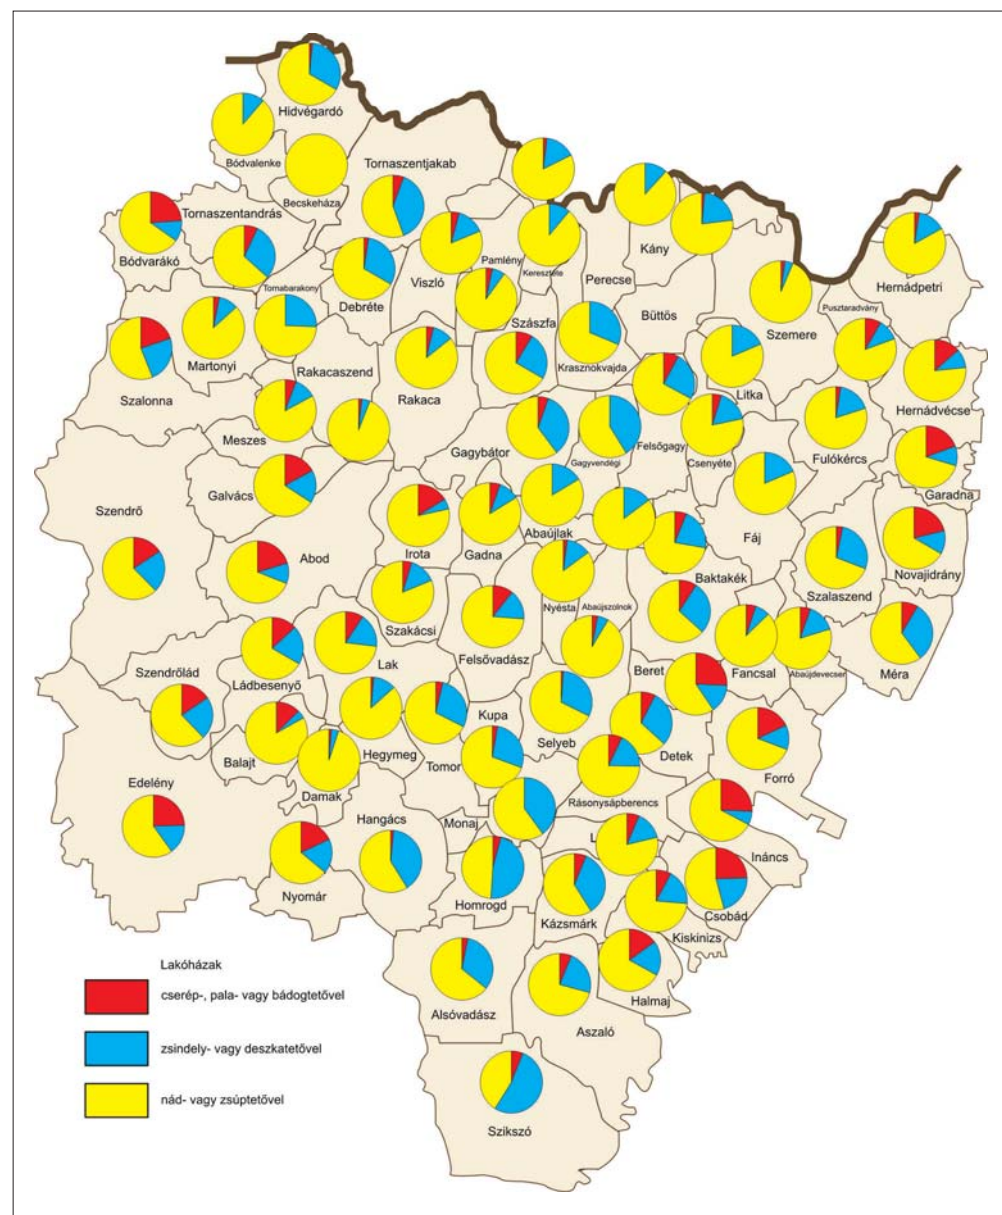 Hidvégardó
Bódvalenke
Becskeháza
Tornaszentjakab
Tornaszentandrás
Bódvarákó
Tornabarakony
Debréte
Viszló
Pamlény
Keresztéte
Perecse
Kány
Büttös
Szemere
Pusztaradvány
Hernádpetri
Martonyi
Rakacaszend
Szalonna
Rakaca
Szászfa
Krasznokvajda
Litka
Hernádvécse
Meszes
Gagybátor
Gagyvendégi
Felsőgagy
Csenyéte
Fulókércs
Garadna
Galvács
Szendrő
Abod
Irota
Gadna
Abaújlak
Fáj
Baktakék
Szalaszend
Novajidrány
Szakácsi
Nyésta
Abaújszolnok
Felsővadász
Beret
Fancsal
Abaújdevecser
Méra
Szendrőlád
Ládbesenyő
Lak
Balajt
Damak
Hegymeg
Tomor
Kupa
Selyeb
Detek
Rásonysápberencs
Forró
Edelény
Hangács
Monaj
L
Ináncs
Nyomár
Homrogd
Kázsmárk
Kiskinizs
Csobád
Halmaj
Alsóvadász
Aszaló
Szikszó
Lakóházak
cserép-, pala- vagy bádogtetővel
zsindely- vagy deszkatetővel
nád- vagy zsúptetővel